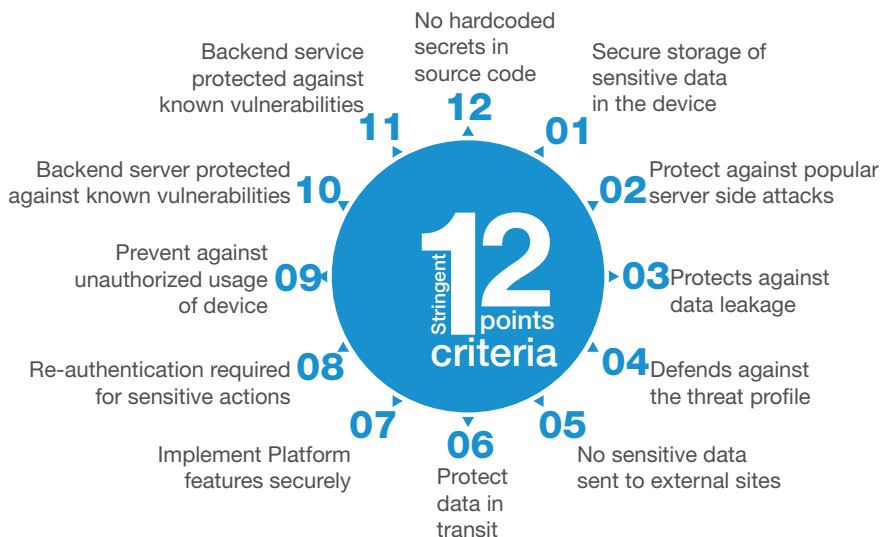 No hardcoded
secrets in
source code
12
Secure storage of
sensitive data
in the device
01
Protect against popular
server side attacks
02
Protects against
data leakage
03
Defends against
the threat profile
04
No sensitive data
sent to external sites
05
06
Protect
data in
transit
07
Implement Platform
features securely
Re-authentication required
for sensitive actions
08
Prevent against
unauthorized usage
of device
09
Backend server protected
against known vulnerabilities
10
Backend service
protected against
known vulnerabilities
11
Stringent
12
points
criteria